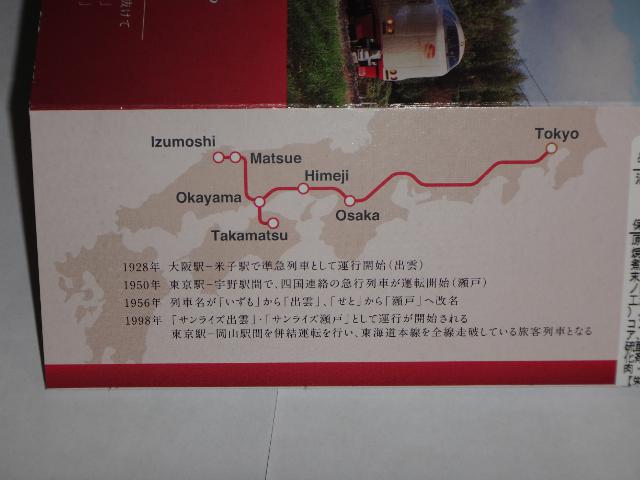 抜けて
Izumoshi
Matsue
Tokyo
Himeji
Okayama
Osaka
Takamatsu
1928年 大阪駅−米子駅で準急列車として運行開始(出雲)
1950年 東京駅−宇野駅間で、四国連絡の急行列車が運転開始(瀬戸)
1956年 列車名が「いずも」から「出雲」、「せと」から「瀬戸」へ改名
1998年 「サンライズ出雲」・「サンライズ瀬戸」として運行が開始される
東京駅−岡山駅間を併結運転を行い、東海道本線を全線走破している旅客列車となる